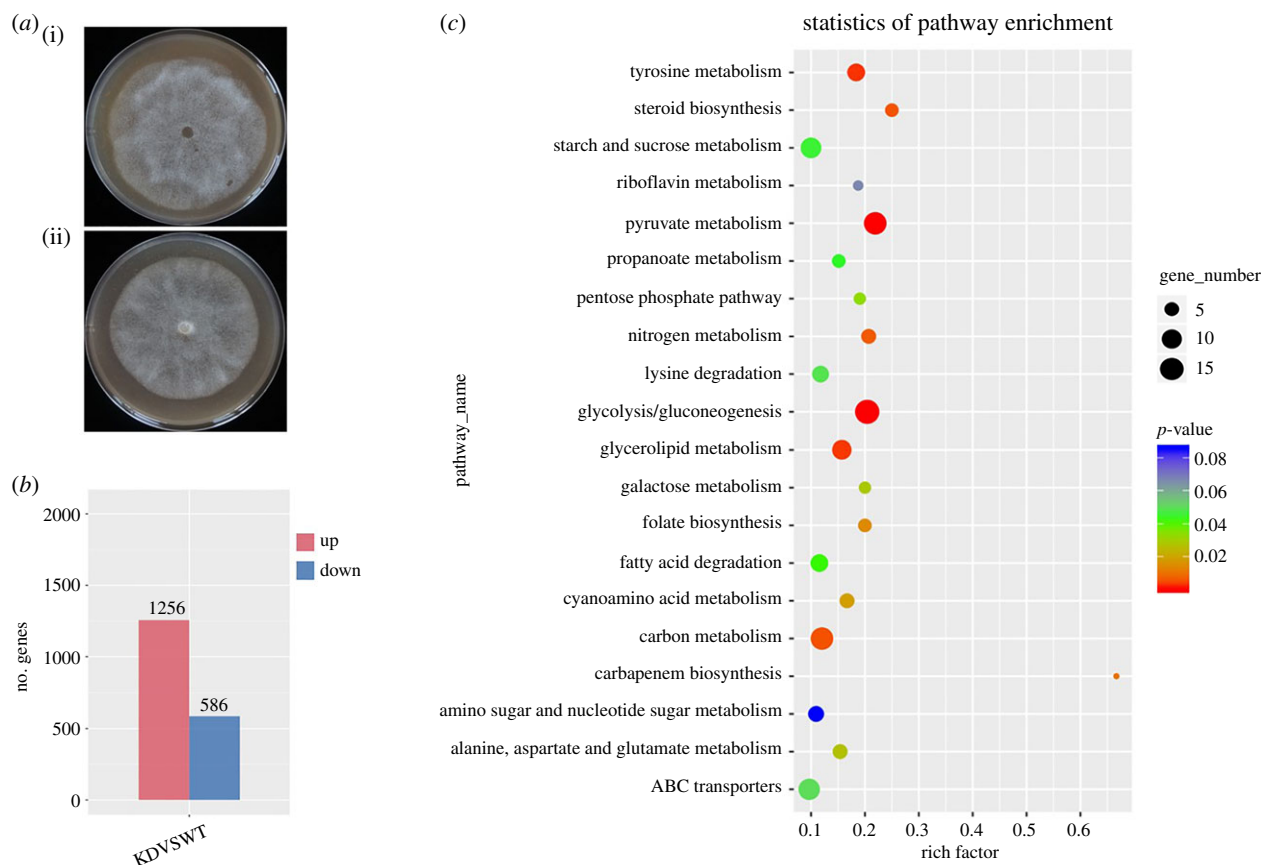 (a)
(i)
(ii)
(b)
no. genes
2000
1500
1000
500
0
1256
586
KDVSWT
up
down
(c)
statistics of pathway enrichment
pathway_name
tyrosine metabolism
steroid biosynthesis
starch and sucrose metabolism
riboflavin metabolism
pyruvate metabolism
propanoate metabolism
pentose phosphate pathway
nitrogen metabolism
lysine degradation
glycolysis/gluconeogenesis
glycerolipid metabolism
galactose metabolism
folate biosynthesis
fatty acid degradation
cyanoamino acid metabolism
carbon metabolism
carbapenem biosynthesis
amino sugar and nucleotide sugar metabolism
alanine, aspartate and glutamate metabolism
ABC transporters
0.1 0.2 0.3 0.4 0.5 0.6
rich factor
gene_number
5
10
15
p-value
0.08
0.06
0.04
0.02